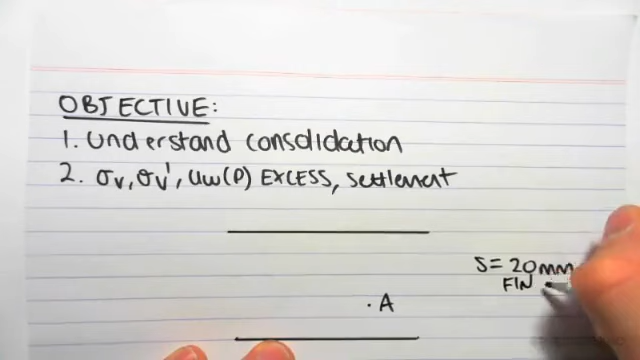 OBJECTIVE:
1. Understand consolidation
2. σv, σv', uw(p) EXCESS, settlement
S = 20mm
FIN
. A